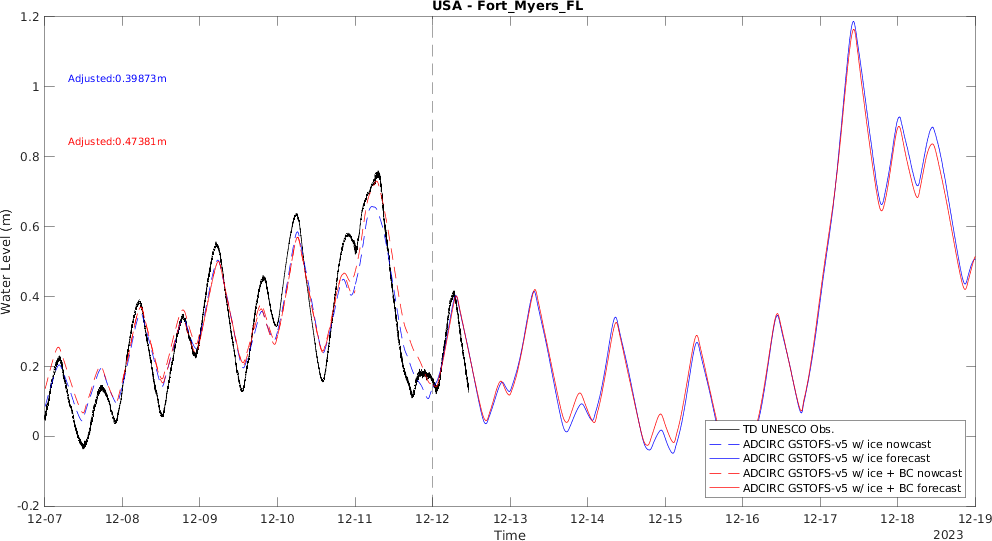 USA - Fort_Myers_FL
1.2
1
0.8
0.6
0.4
0.2
0
-0.2
Water Level (m)
Adjusted:0.39873m
Adjusted:0.47381m
TD UNESCO Obs.
ADCIRC GSTOFS-v5 w/ ice nowcast
ADCIRC GSTOFS-v5 w/ ice forecast
ADCIRC GSTOFS-v5 w/ ice + BC nowcast
ADCIRC GSTOFS-v5 w/ ice + BC forecast
12-07 12-08 12-09 12-10 12-11 12-12 12-13 12-14 12-15 12-16 12-17 12-18 12-19
Time
2023